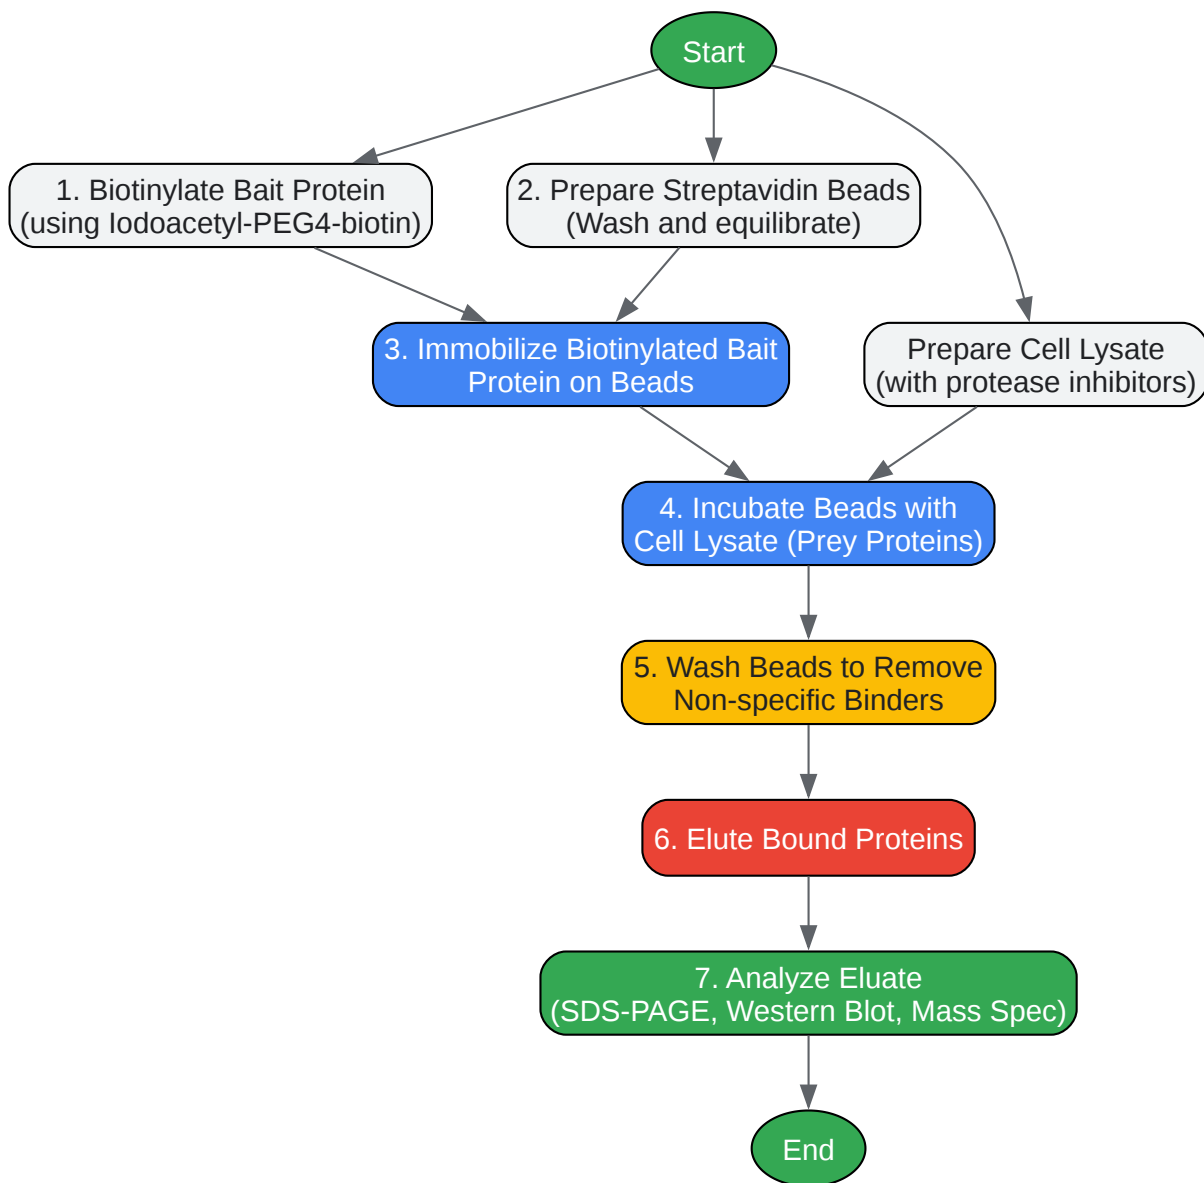 Start
1. Biotinylate Bait Protein
(using Iodoacetyl-PEG4-biotin)
2. Prepare Streptavidin Beads
(Wash and equilibrate)
3. Immobilize Biotinylated Bait
Protein on Beads
Prepare Cell Lysate
(with protease inhibitors)
4. Incubate Beads with
Cell Lysate (Prey Proteins)
5. Wash Beads to Remove
Non-specific Binders
6. Elute Bound Proteins
7. Analyze Eluate
(SDS-PAGE, Western Blot, Mass Spec)
End